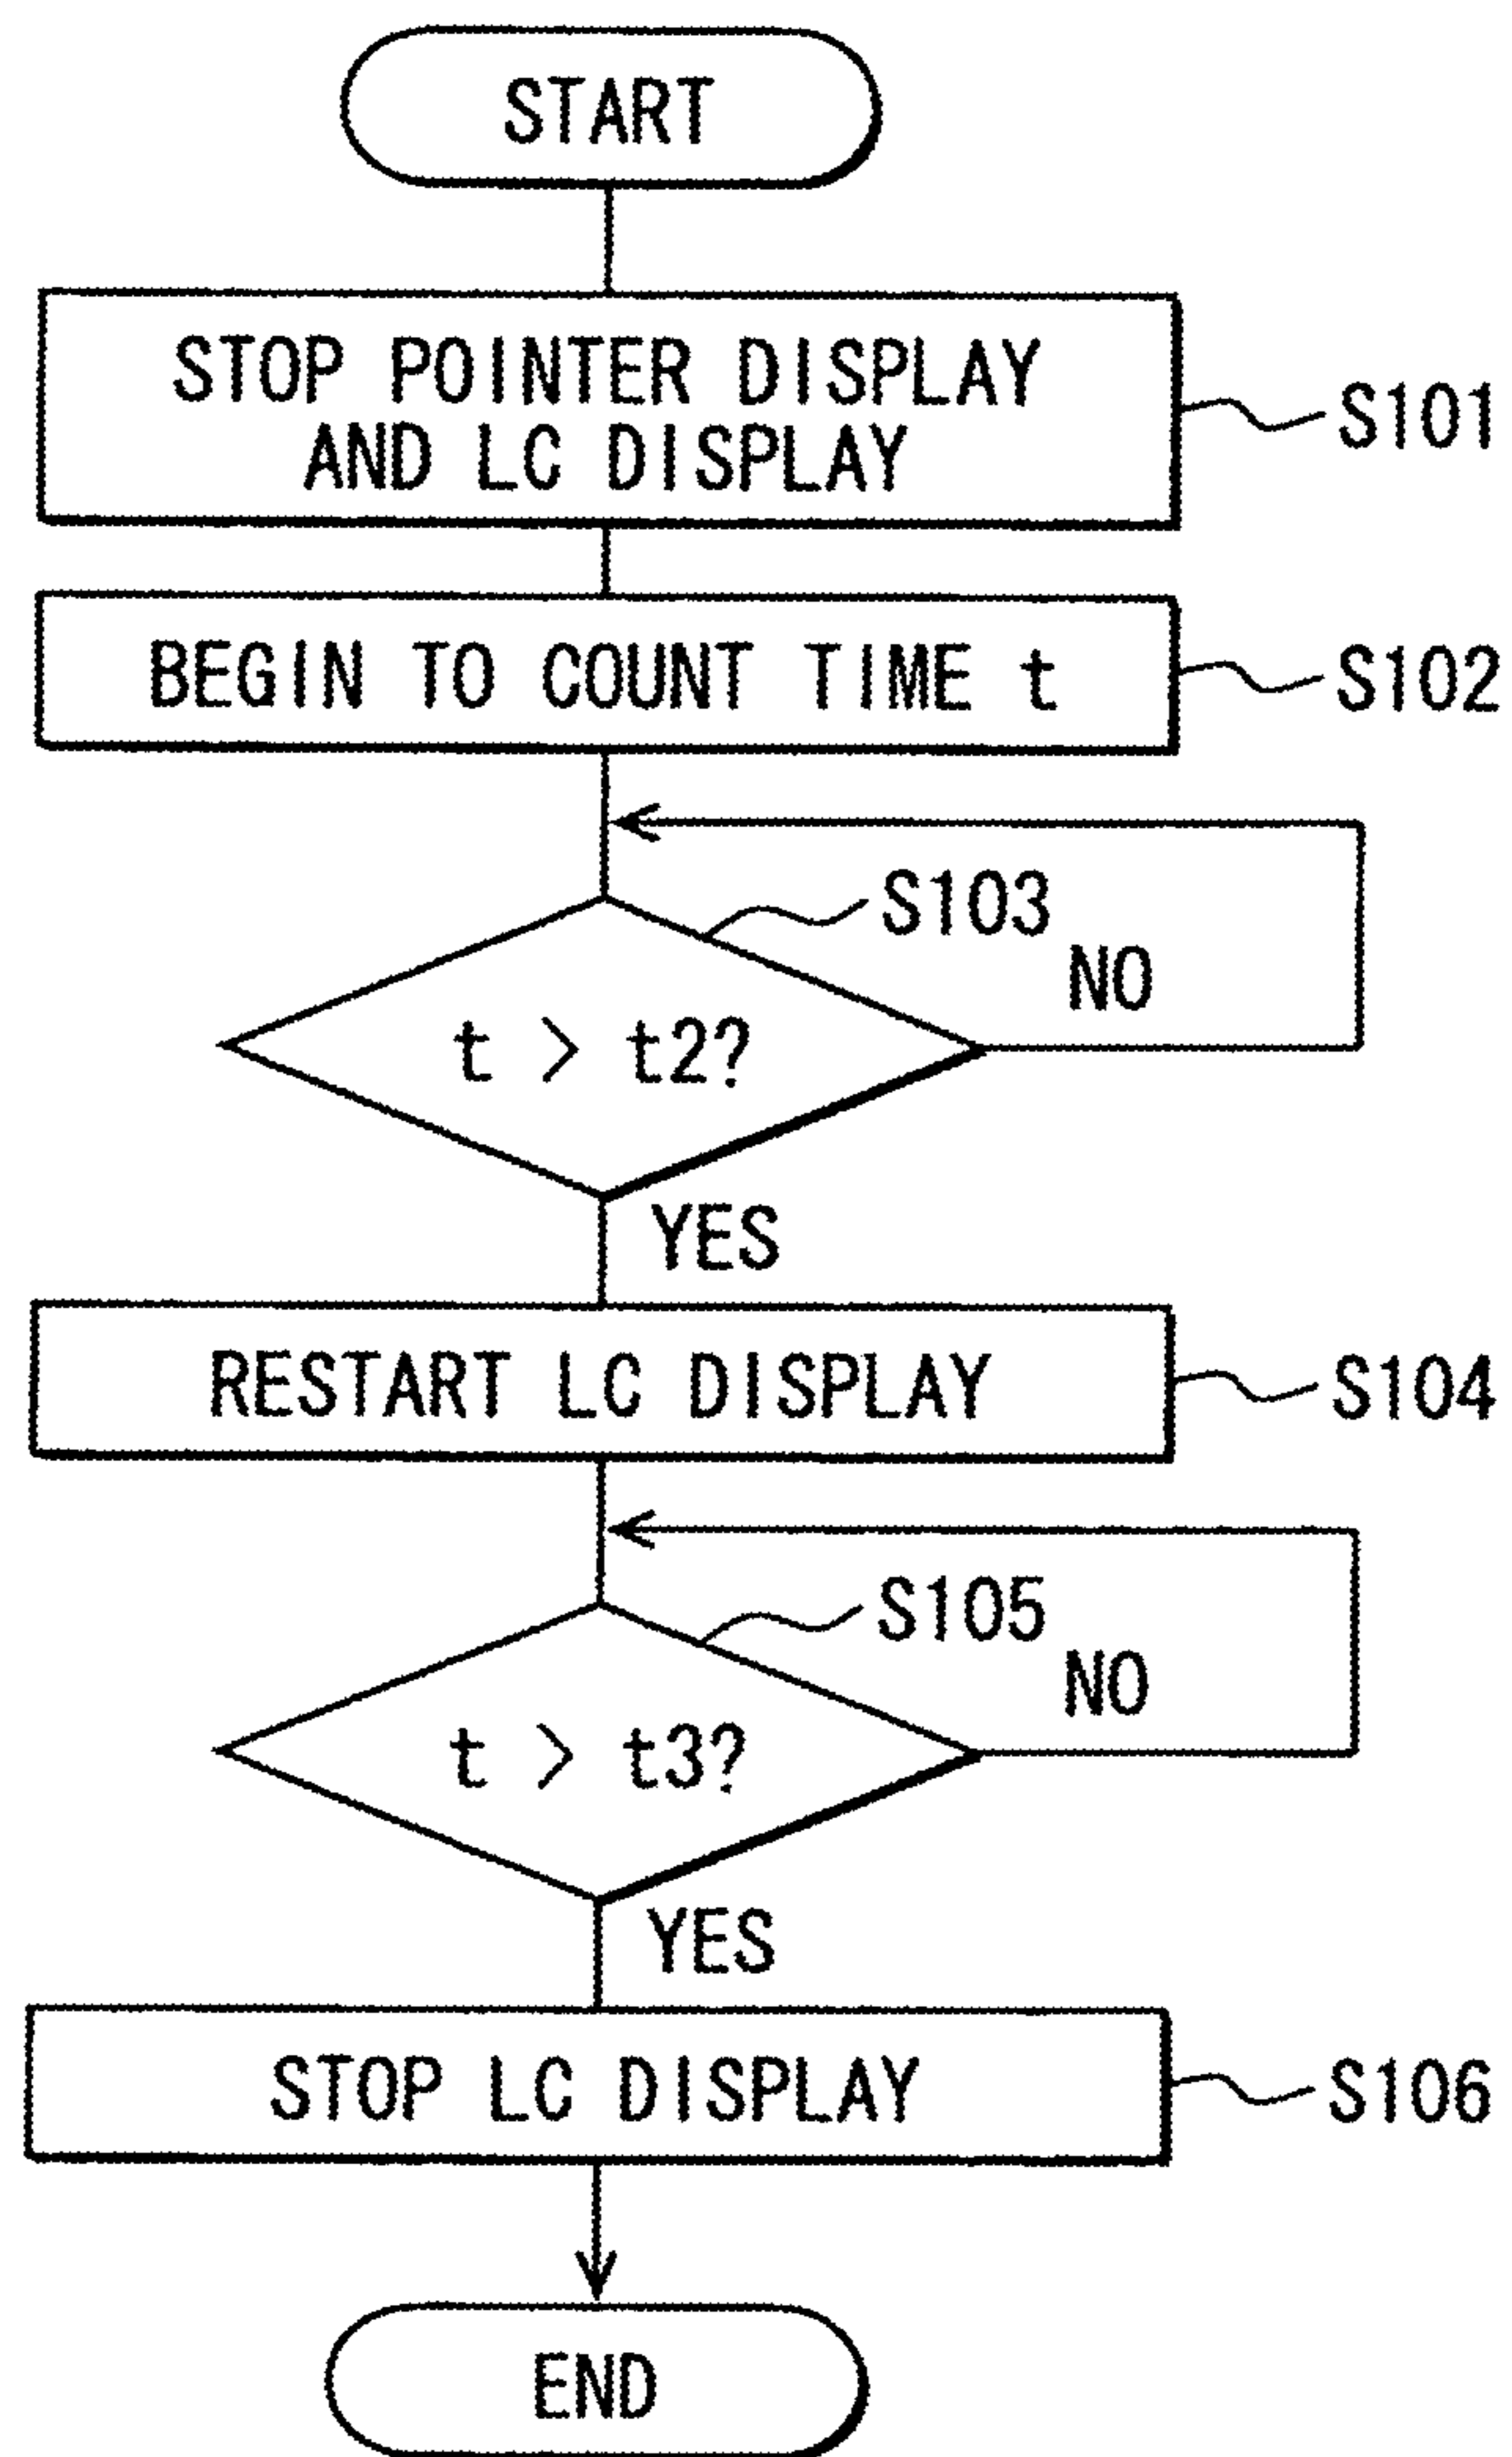 START
STOP POINTER DISPLAY
AND LC DISPLAY
S101
BEGIN TO COUNT TIME t
S102
S103
NO
t > t2?
YES
RESTART LC DISPLAY
S104
S105
NO
t > t3?
YES
STOP LC DISPLAY
S106
END